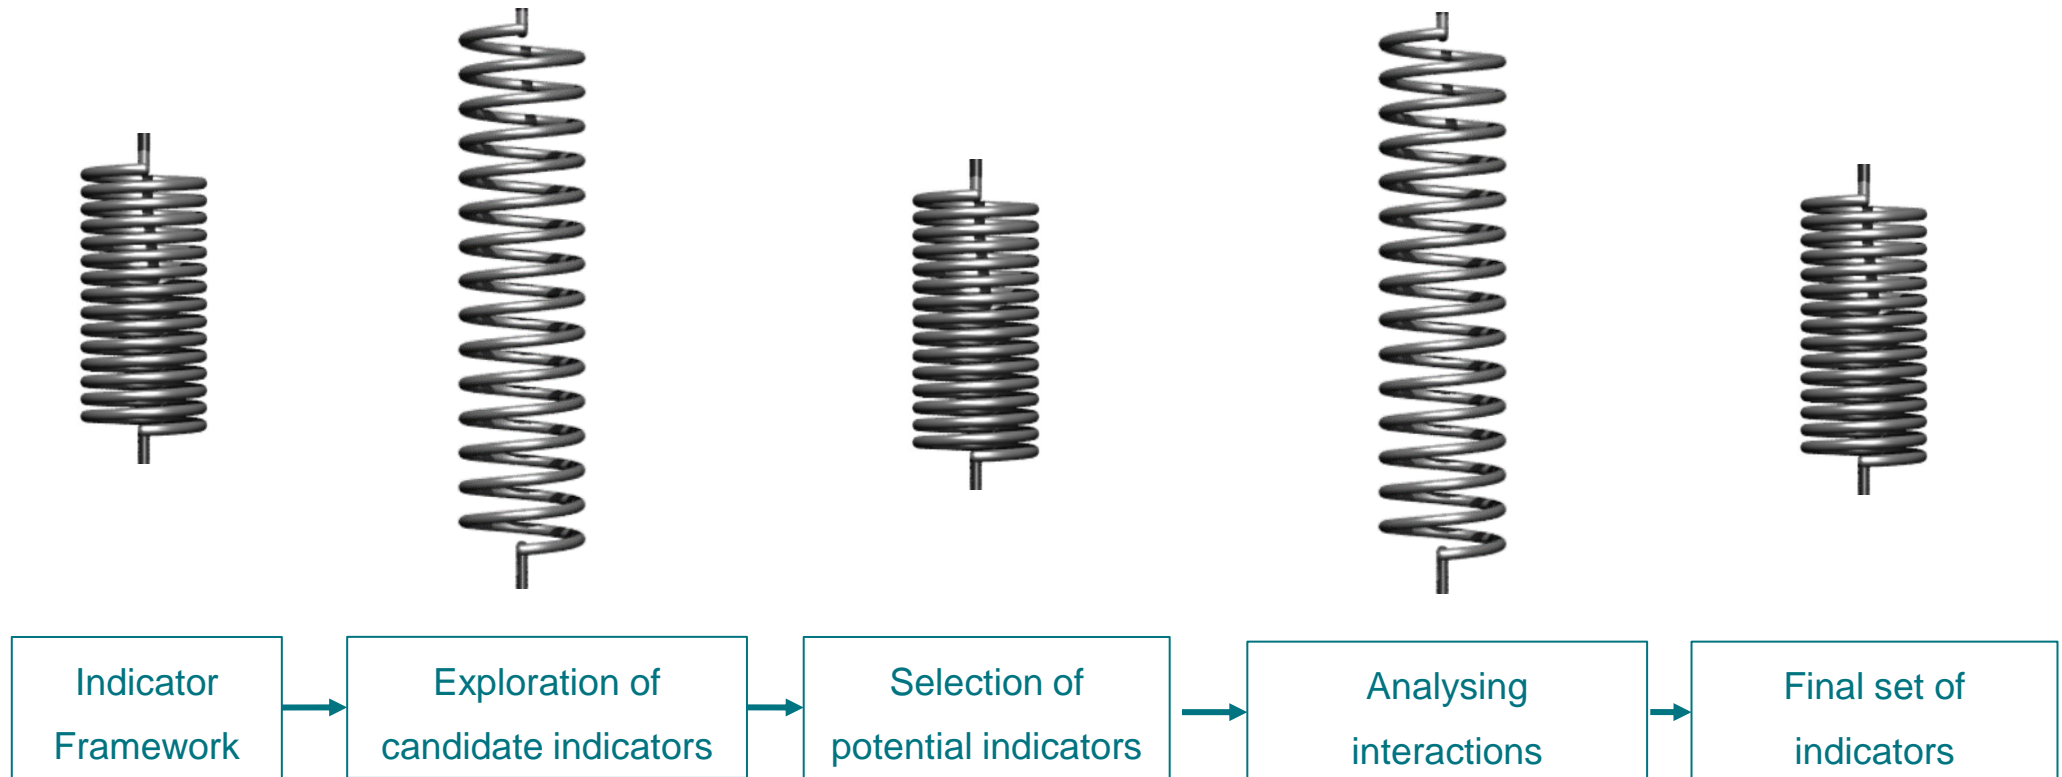 Indicator
Framework
Exploration of
candidate indicators
Selection of
potential indicators
Analysing
interactions
Final set of
indicators